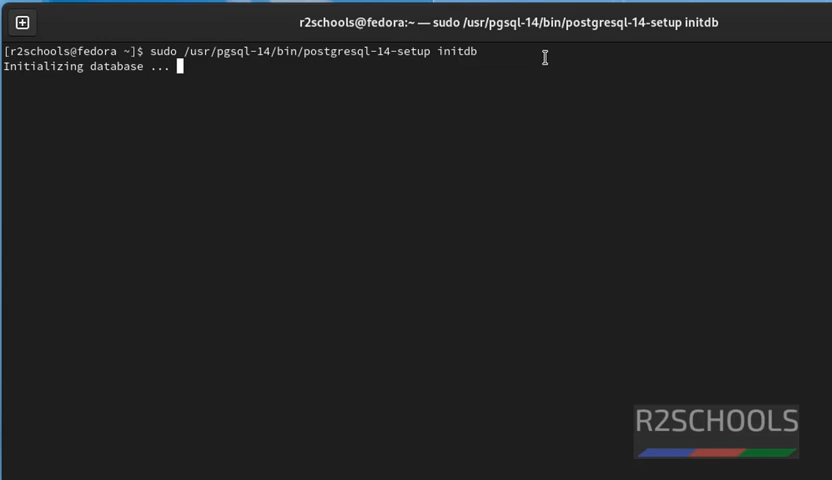 r2schools@fedora:~ — sudo /usr/pgsql-14/bin/postgresql-14-setup initdb
[r2schools@fedora ~]$ sudo /usr/pgsql-14/bin/postgresql-14-setup initdb
Initializing database ...
R2SCHOOLS